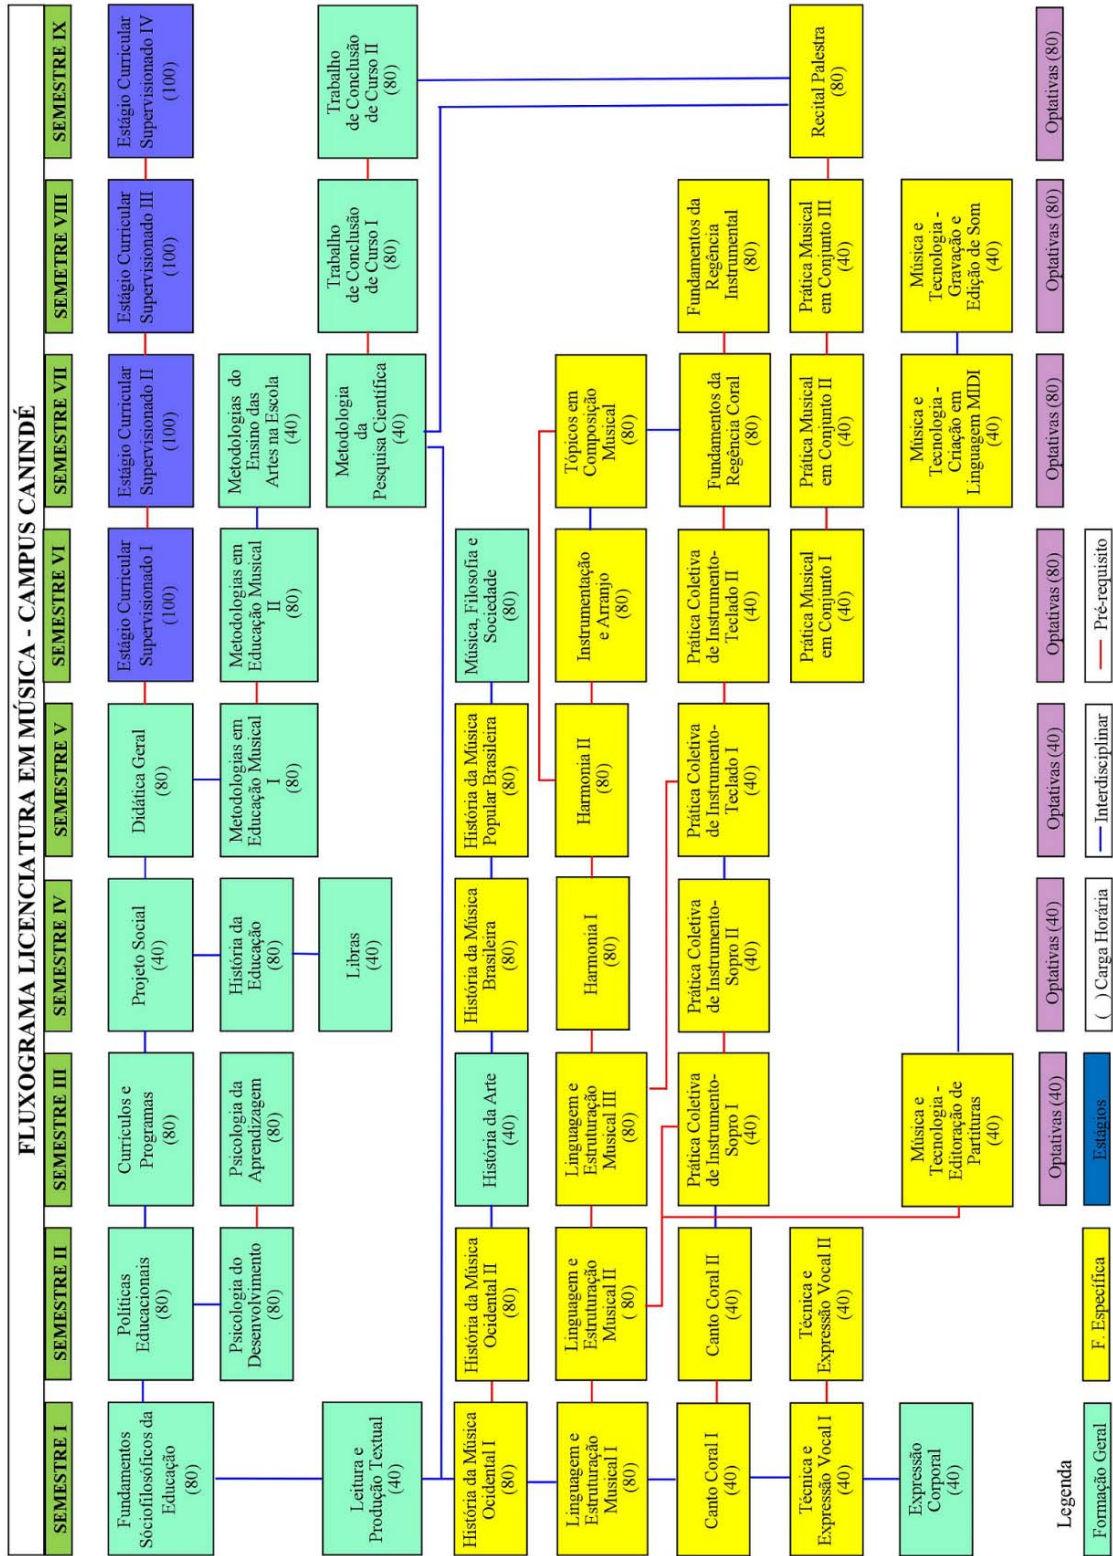 FLUXOGRAMA LICENCIATURA EM MÚSICA - CAMPUS CANINDÉ
SEMESTRE I
SEMESTRE II
SEMESTRE III
SEMESTRE IV
SEMESTRE V
SEMESTRE VI
SEMESTRE VII
SEMETRE VIII
SEMESTRE IX
Fundamentos
Sóciofilosóficos da
Educação
(80)
Políticas
Educacionais
(80)
Curriculos e
Programas
(80)
Projeto Social
(40)
Didática Geral
(80)
Estágio Curricular
Supervisionado I
(100)
Estágio Curricular
Supervisionado II
(100)
Estágio Curricular
Supervisionado III
(100)
Estágio Curricular
Supervisionado IV
(100)
Psicologia do
Desenvolvimento
(80)
Psicologia da
Aprendizagem
(80)
História da
Educação
(80)
Metodologias em
Educação Musical
I
(80)
Metodologias em
Educação Musical
II
(80)
Metodologias do
Ensino das
Artes na Escola
(40)
Leitura e
Produção Textual
(40)
Libras
(40)
Metodologia
da
Pesquisa Científica
(40)
Trabalho
de Conclusão
de Curso I
(80)
Trabalho
de Conclusão
de Curso II
(80)
História da Música
Ocidental I
(80)
História da Música
Ocidental II
(80)
História da Arte
(40)
História da Música
Brasileira
(80)
História da Música
Popular Brasileira
(80)
Música, Filosofia e
Sociedade
(80)
Linguagem e
Estruturação
Musical I
(80)
Linguagem e
Estruturação
Musical II
( 80)
Linguagem e
Estruturação
Musical III
(80)
Harmonia I
(80)
Harmonia II
(80)
Instrumentação
e Arranjo
(80)
Tópicos em
Composição
Musical
(80)
Canto Coral I
(40)
Canto Coral II
(40)
Prática Coletiva
de Instrumento-
Sopro I
(40)
Prática Coletiva
de Instrumento-
Sopro II
(40)
Prática Coletiva
de Instrumento-
Teclado I
(40)
Prática Coletiva
de Instrumento-
Teclado II
(40)
Fundamentos da
Regência Coral
(80)
Fundamentos da
Regência
Instrumental
(80)
Técnica e
Expressão Vocal I
(40)
Técnica e
Expressão Vocal II
(40)
Prática Musical
em Conjunto I
(40)
Prática Musical
em Conjunto II
(40)
Prática Musical
em Conjunto III
(40)
Recital Palestra
(80)
Expressão
Corporal
(40)
Música e
Tecnologia -
Editoração de
Partituras
(40)
Música e
Tecnologia -
Criação em
Linguagem MIDI
(40)
Música e
Tecnologia -
Gravação e
Edição de Som
(40)
Optativas (40)
Optativas (40)
Optativas (40)
Optativas (80)
Optativas (80)
Optativas (80)
Optativas (80)
Legenda
Formação Geral
F. Específica
Estágios
( ) Carga Horária
Interdisciplinar
Pré-requisito